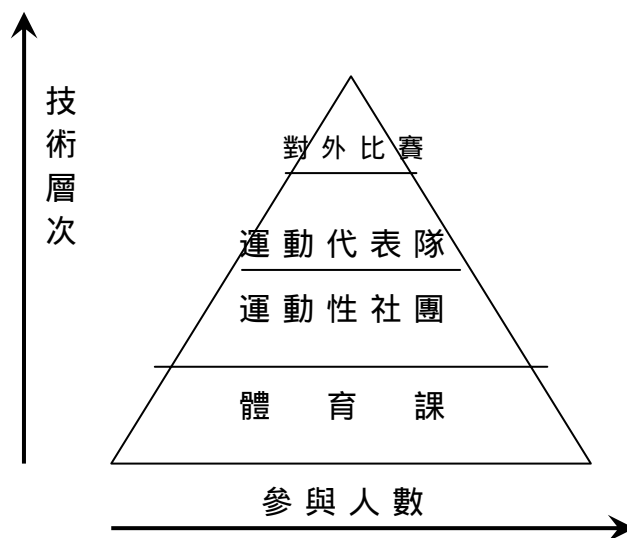 技術層次
對外比賽
運動代表隊
運動性社團
體育課
參與人數